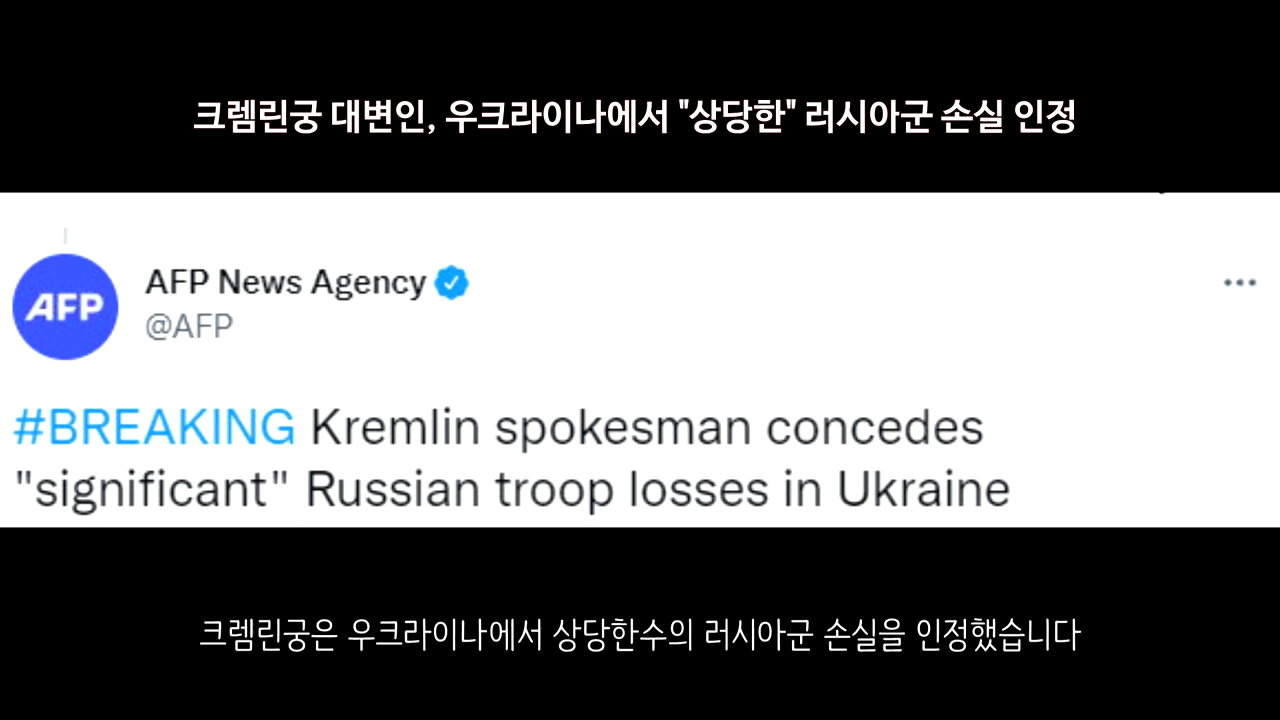 크렘린궁 대변인, 우크라이나에서 "상당한" 러시아군 손실 인정
AFP
AFP News Agency
@AFP
#BREAKING Kremlin spokesman concedes
"significant" Russian troop losses in Ukraine
크렘린궁은 우크라이나에서 상당한수의 러시아군 손실을 인정했습니다